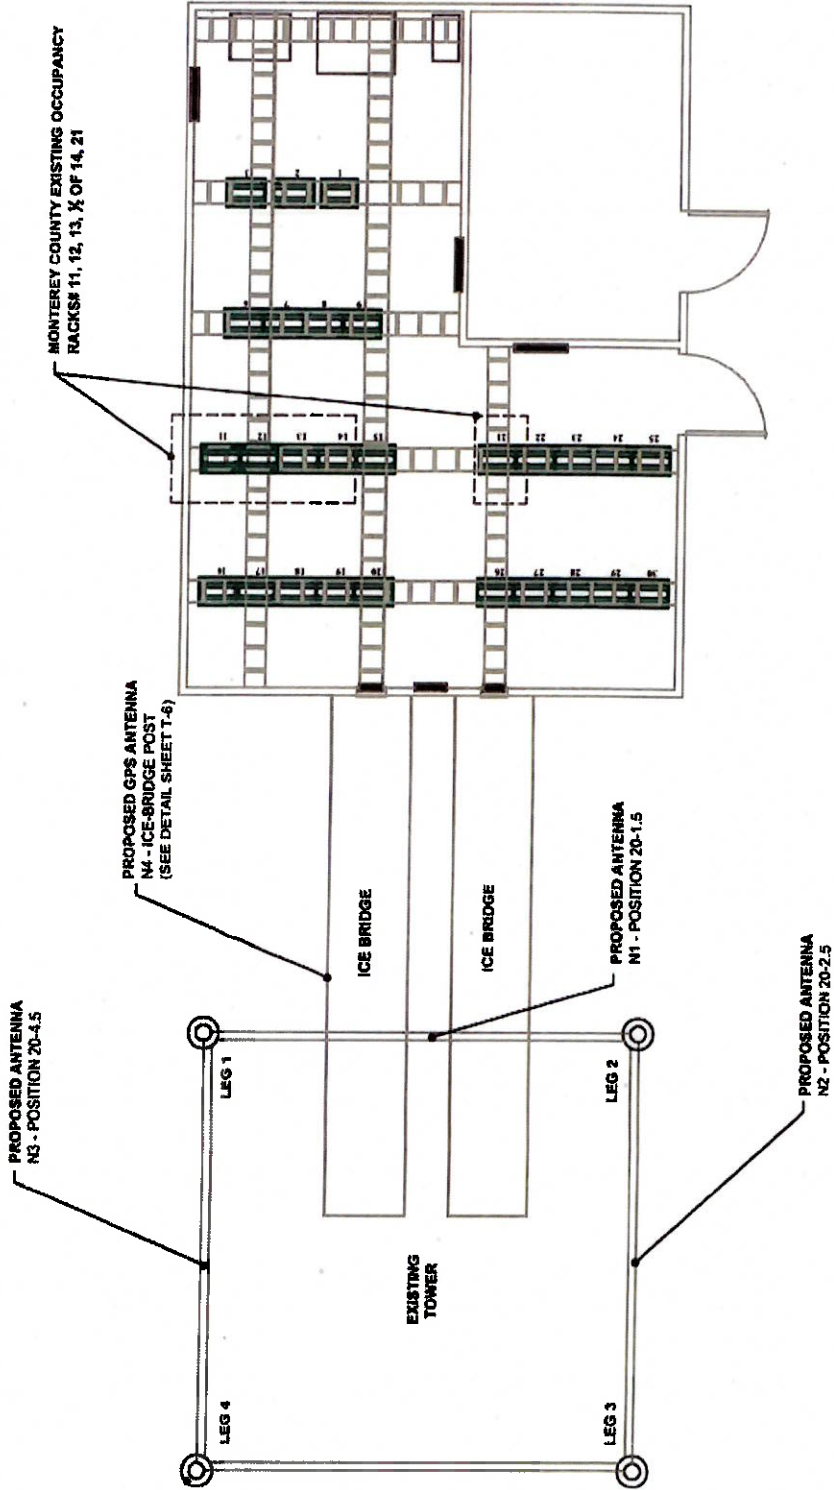 MONTEREY COUNTY EXISTING OCCUPANCY
RACKS# 11, 12, 13, ½ OF 14, 21
3
2
1
6
7
8
9
11
12
13
14
15
21
22
23
24
25
16
17
18
19
20
26
27
28
29
30
PROPOSED GPS ANTENNA
N4 - ICE-BRIDGE POST
(SEE DETAIL SHEET T-6)
ICE BRIDGE
ICE BRIDGE
PROPOSED ANTENNA
N1 - POSITION 20-1.5
PROPOSED ANTENNA
N3 - POSITION 20-4.5
LEG 1
LEG 2
EXISTING
TOWER
PROPOSED ANTENNA
N2 - POSITION 20-2.5
LEG 4
LEG 3